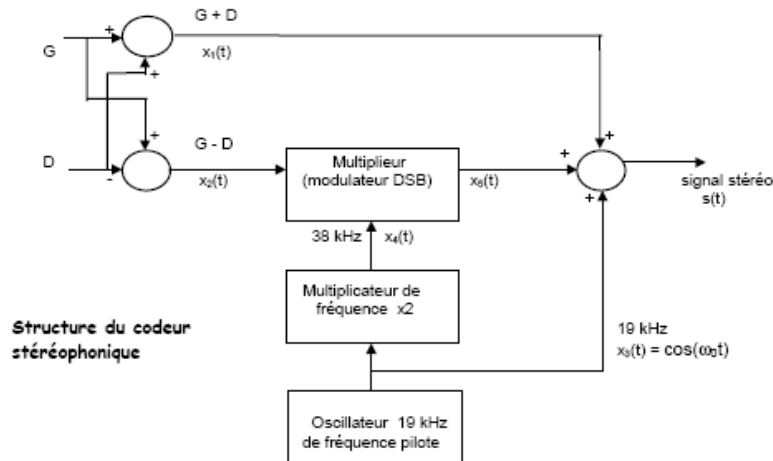 G + D
+
G
x₁(t)
+
+
+
G - D
D
-
x₂(t)
Multiplieur
(modulateur DSB)
x₅(t)
+
+
signal stéréo
s(t)
38 kHz
x₄(t)
Multiplicateur de
fréquence x2
Structure du codeur
stéréophonique
19 kHz
x₃(t) = cos(ω₀t)
Oscillateur 19 kHz
de fréquence pilote